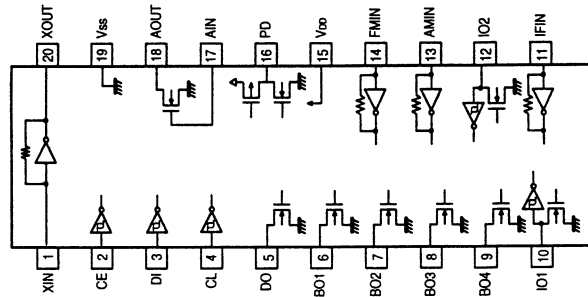 XOUT Vss AOUT AIN PD VDD FMIN AMIN IO2 IFIN
20 19 18 17 16 15 14 13 12 11
1 2 3 4 5 6 7 8 9 10
XIN CE DI CL DO BO1 BO2 BO3 BO4 IO1